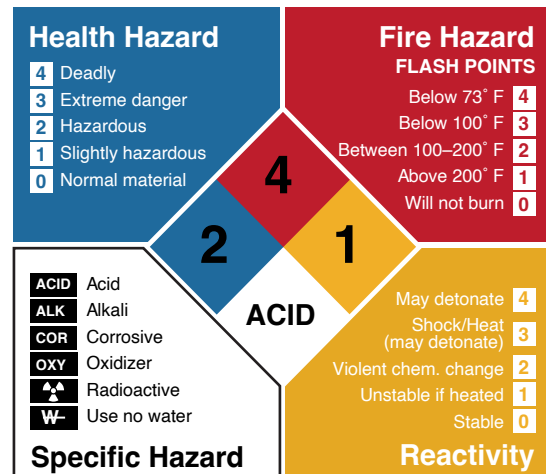 Health Hazard
4 Deadly
3 Extreme danger
2 Hazardous
1 Slightly hazardous
0 Normal material
Fire Hazard
FLASH POINTS
Below 73° F 4
Below 100° F 3
Between 100–200° F 2
Above 200° F 1
Will not burn 0
4
2
1
ACID
ACID Acid
ALK Alkali
COR Corrosive
OXY Oxidizer
Radioactive
W Use no water
Specific Hazard
May detonate 4
Shock/Heat
(may detonate) 3
Violent chem. change 2
Unstable if heated 1
Stable 0
Reactivity